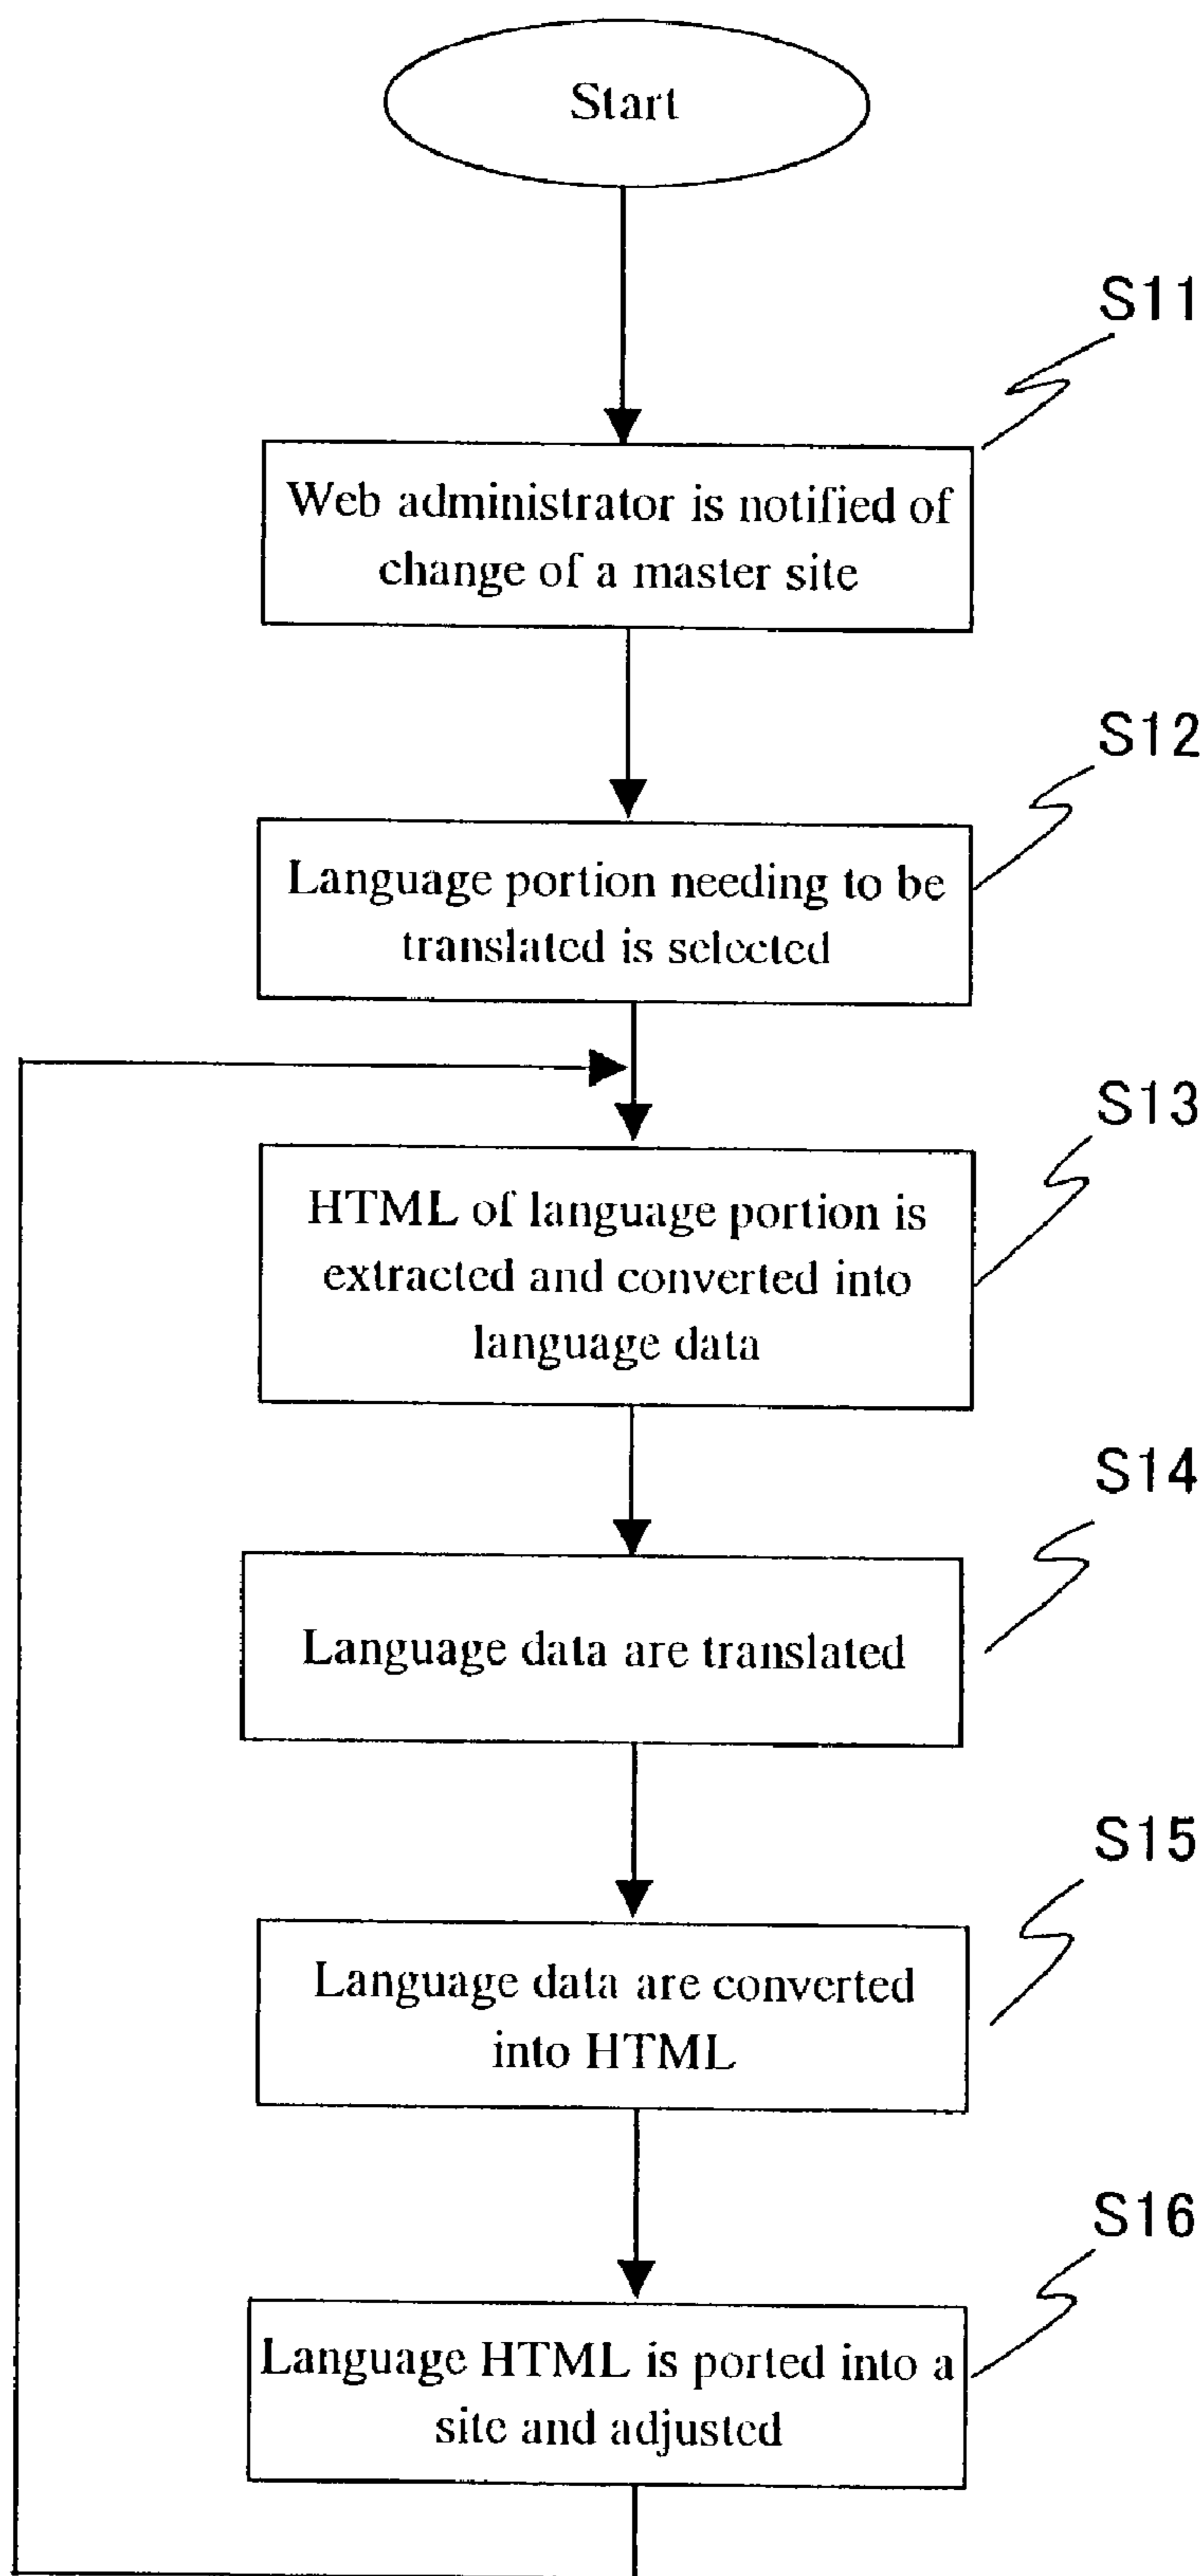 Start
S11
Web administrator is notified of
change of a master site
S12
Language portion needing to be
translated is selected
S13
HTML of language portion is
extracted and converted into
language data
S14
Language data are translated
S15
Language data are converted
into HTML
S16
Language HTML is ported into a
site and adjusted